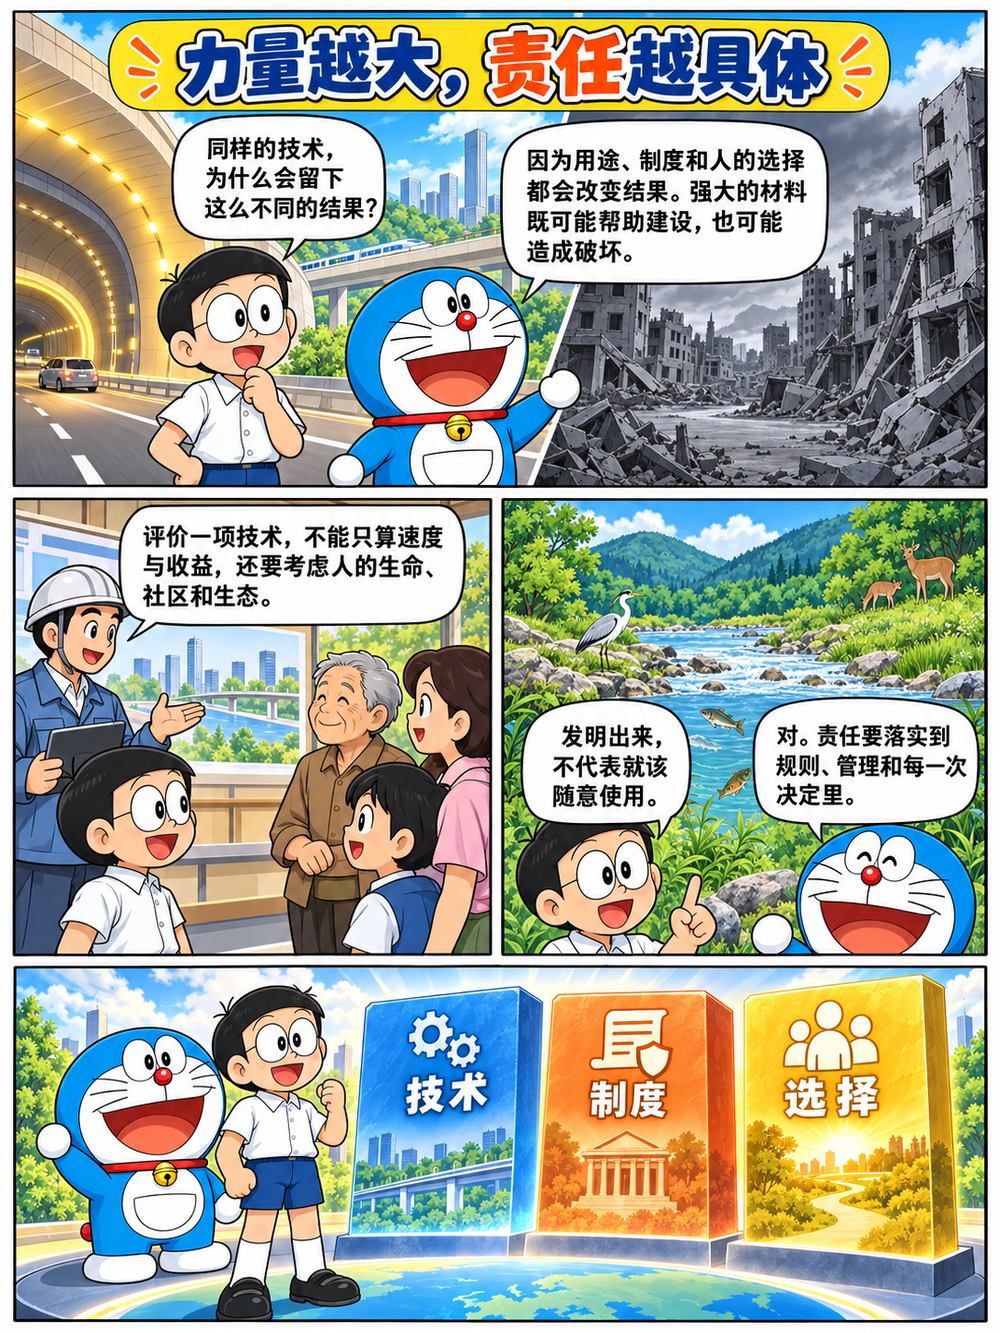 力量越大，责任越具体
同样的技术，
为什么会留下
这么不同的结果？
因为用途、制度和人的选择
都会改变结果。强大的材料
既可能帮助建设，也可能
造成破坏。
评价一项技术，不能只算速度
与收益，还要考虑人的生命、
社区和生态。
发明出来，
不代表就该
随意使用。
对。责任要落实到
规则、管理和每一次
决定里。
技术
制度
选择